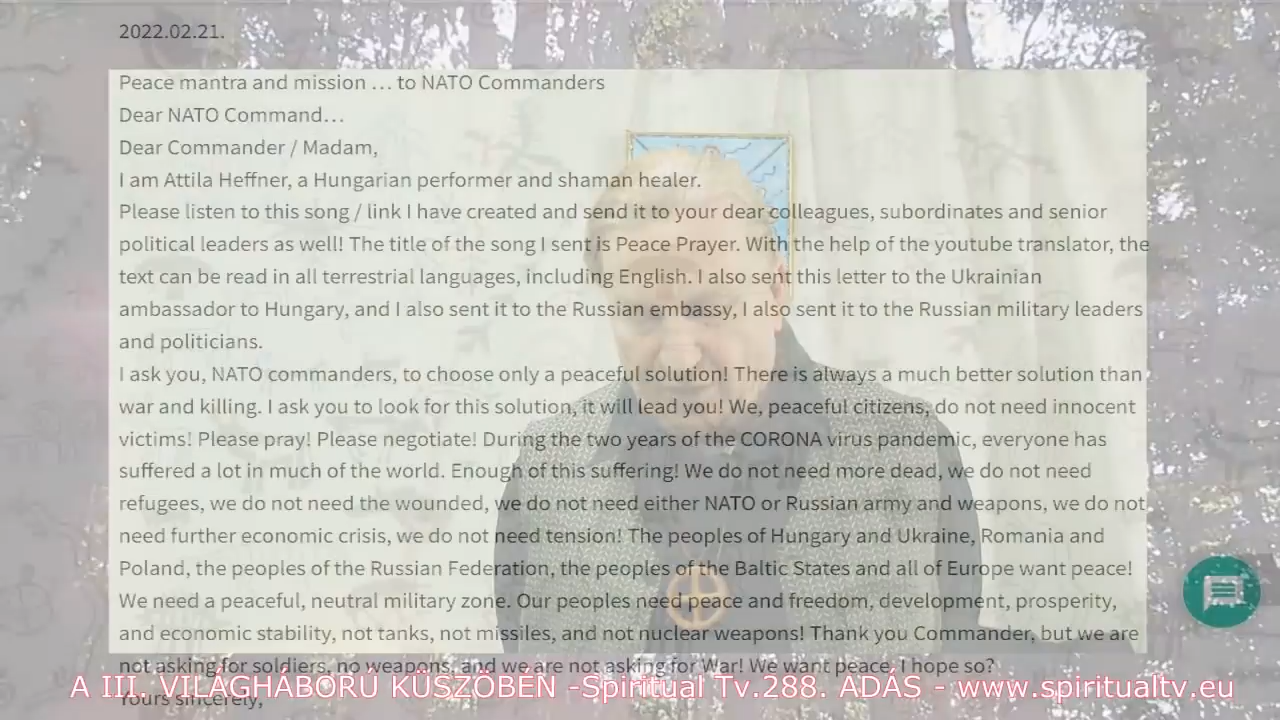 2022.02.21.
Peace mantra and mission … to NATO Commanders
Dear NATO Command…
Dear Commander / Madam,
I am Attila Heffner, a Hungarian performer and shaman healer.
Please listen to this song / link I have created and send it to your dear colleagues, subordinates and senior
political leaders as well! The title of the song I sent is Peace Prayer. With the help of the youtube translator, the
text can be read in all terrestrial languages, including English. I also sent this letter to the Ukrainian
ambassador to Hungary, and I also sent it to the Russian embassy, I also sent it to the Russian military leaders
and politicians.
I ask you, NATO commanders, to choose only a peaceful solution! There is always a much better solution than
war and killing. I ask you to look for this solution, it will lead you! We, peaceful citizens, do not need innocent
victims! Please pray! Please negotiate! During the two years of the CORONA virus pandemic, everyone has
suffered a lot in much of the world. Enough of this suffering! We do not need more dead, we do not need
refugees, we do not need the wounded, we do not need either NATO or Russian army and weapons, we do not
need further economic crisis, we do not need tension! The peoples of Hungary and Ukraine, Romania and
Poland, the peoples of the Russian Federation, the peoples of the Baltic States and all of Europe want peace!
We need a peaceful, neutral military zone. Our peoples need peace and freedom, development, prosperity,
and economic stability, not tanks, not missiles, and not nuclear weapons! Thank you Commander, but we are
not asking for soldiers, no weapons, and we are not asking for War! We want peace, I hope so?
A III. VILÁGHÁBORÚ KÜSZÖBÉN -Spiritual Tv.288. ADÁS - www.spiritualtv.eu
Yours sincerely,